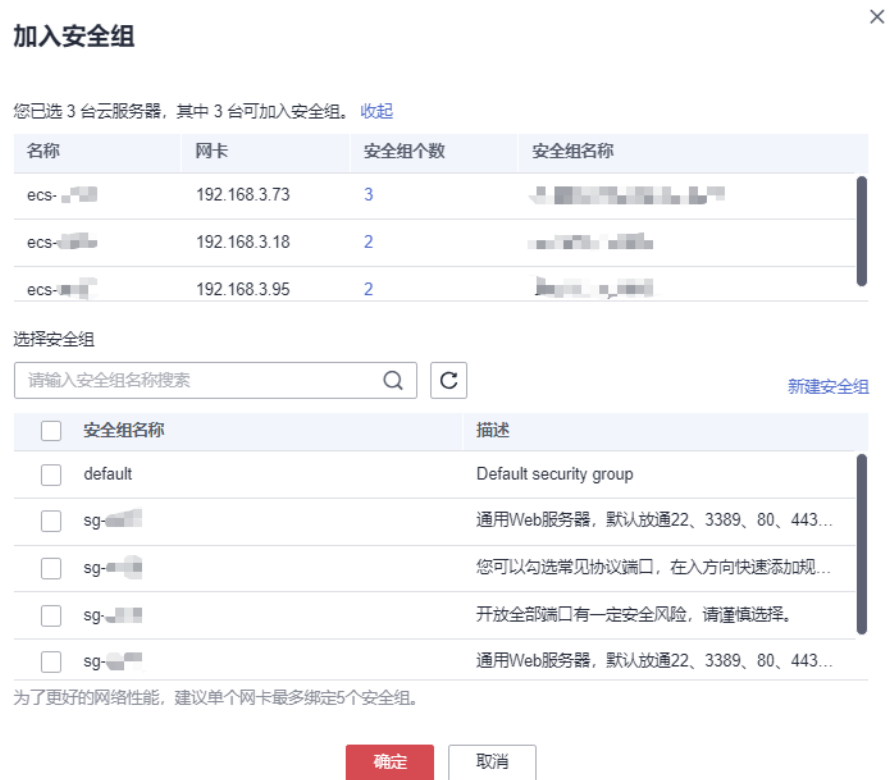 加入安全组
您已选 3 台云服务器，其中 3 台可加入安全组。 收起
名称 网卡 安全组个数 安全组名称
ecs- 192.168.3.73 3
ecs- 192.168.3.18 2
ecs- 192.168.3.95 2
选择安全组
请输入安全组名称搜索
新建安全组
安全组名称 描述
default Default security group
sg- 通用Web服务器，默认放通22、3389、80、443...
sg- 您可以勾选常见协议端口，在入方向快速添加规...
sg- 开放全部端口有一定安全风险，请谨慎选择。
sg- 通用Web服务器，默认放通22、3389、80、443...
为了更好的网络性能，建议单个网卡最多绑定5个安全组。
确定 取消